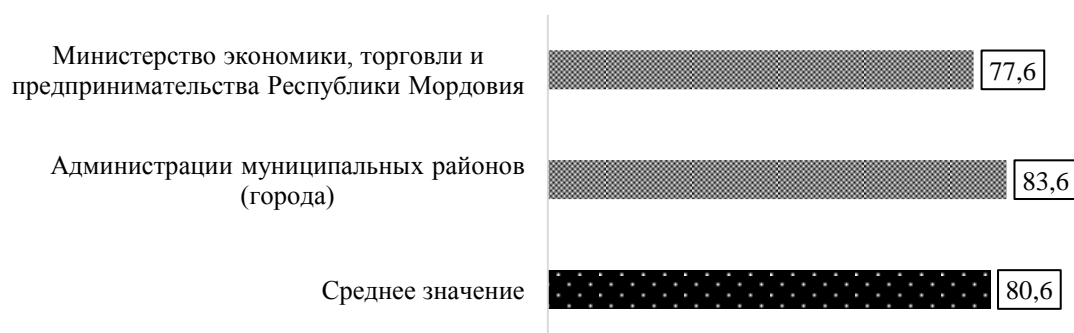 Министерство экономики, торговли и
предпринимательства Республики Мордовия
77,6
Администрации муниципальных районов
(города)
83,6
Среднее значение
80,6